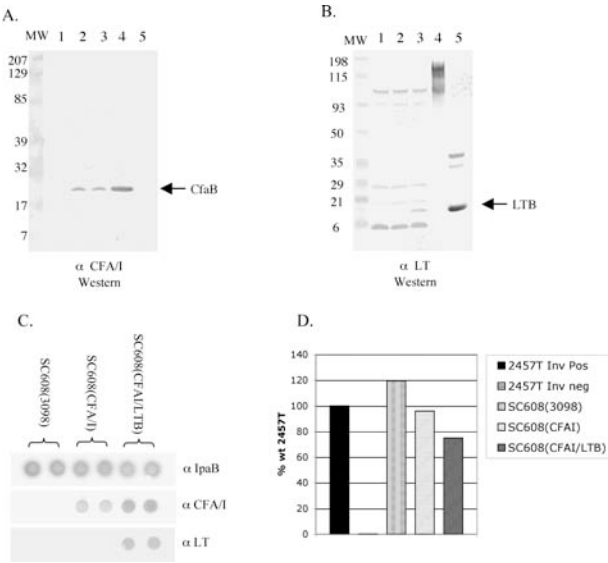 A.
MW 1 2 3 4 5
207
129
85
39
32
17
7
CfaB
α CFA/I
Western
B.
MW 1 2 3 4 5
198
115
93
50
35
29
21
6
LTB
α LT
Western
C.
SC608(3098)
SC608(CFA/I)
SC608(CFAI/LTB)
α IpaB
α CFA/I
α LT
D.
% wt 2457T
140
120
100
80
60
40
20
0
2457T Inv Pos
2457T Inv neg
SC608(3098)
SC608(CFAI)
SC608(CFAI/LTB)